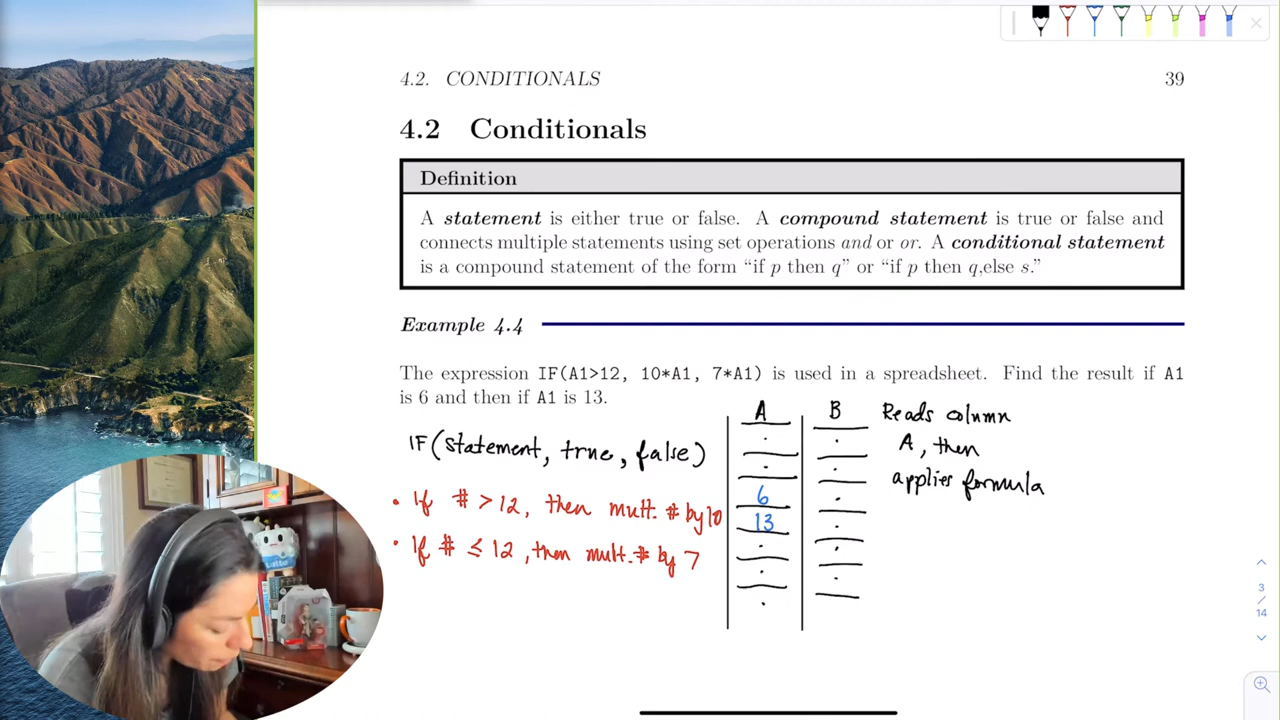 4.2. CONDITIONALS 39
4.2 Conditionals
Definition
A statement is either true or false. A compound statement is true or false and
connects multiple statements using set operations and or or. A conditional statement
is a compound statement of the form “if p then q” or “if p then q,else s.”
Example 4.4
The expression IF(A1>12, 10*A1, 7*A1) is used in a spreadsheet. Find the result if A1
is 6 and then if A1 is 13.
IF(statement, true, false)
• If # > 12, then mult. # by 10
• If # ≤ 12, then mult. # by 7
A B
6
13
Reads column
A, then
applies formula
3
/
14